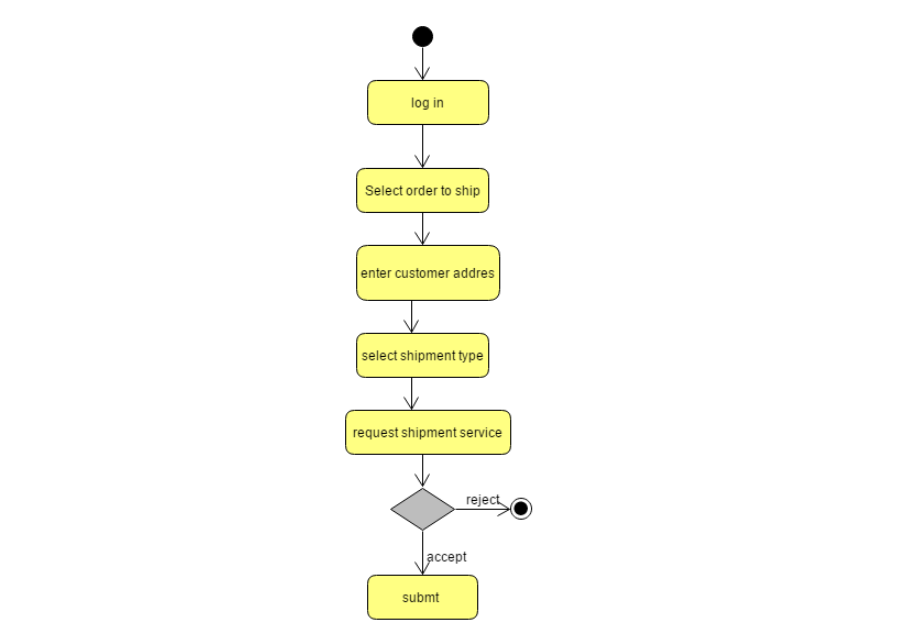 log in
Select order to ship
enter customer addres
select shipment type
request shipment service
reject
accept
submt